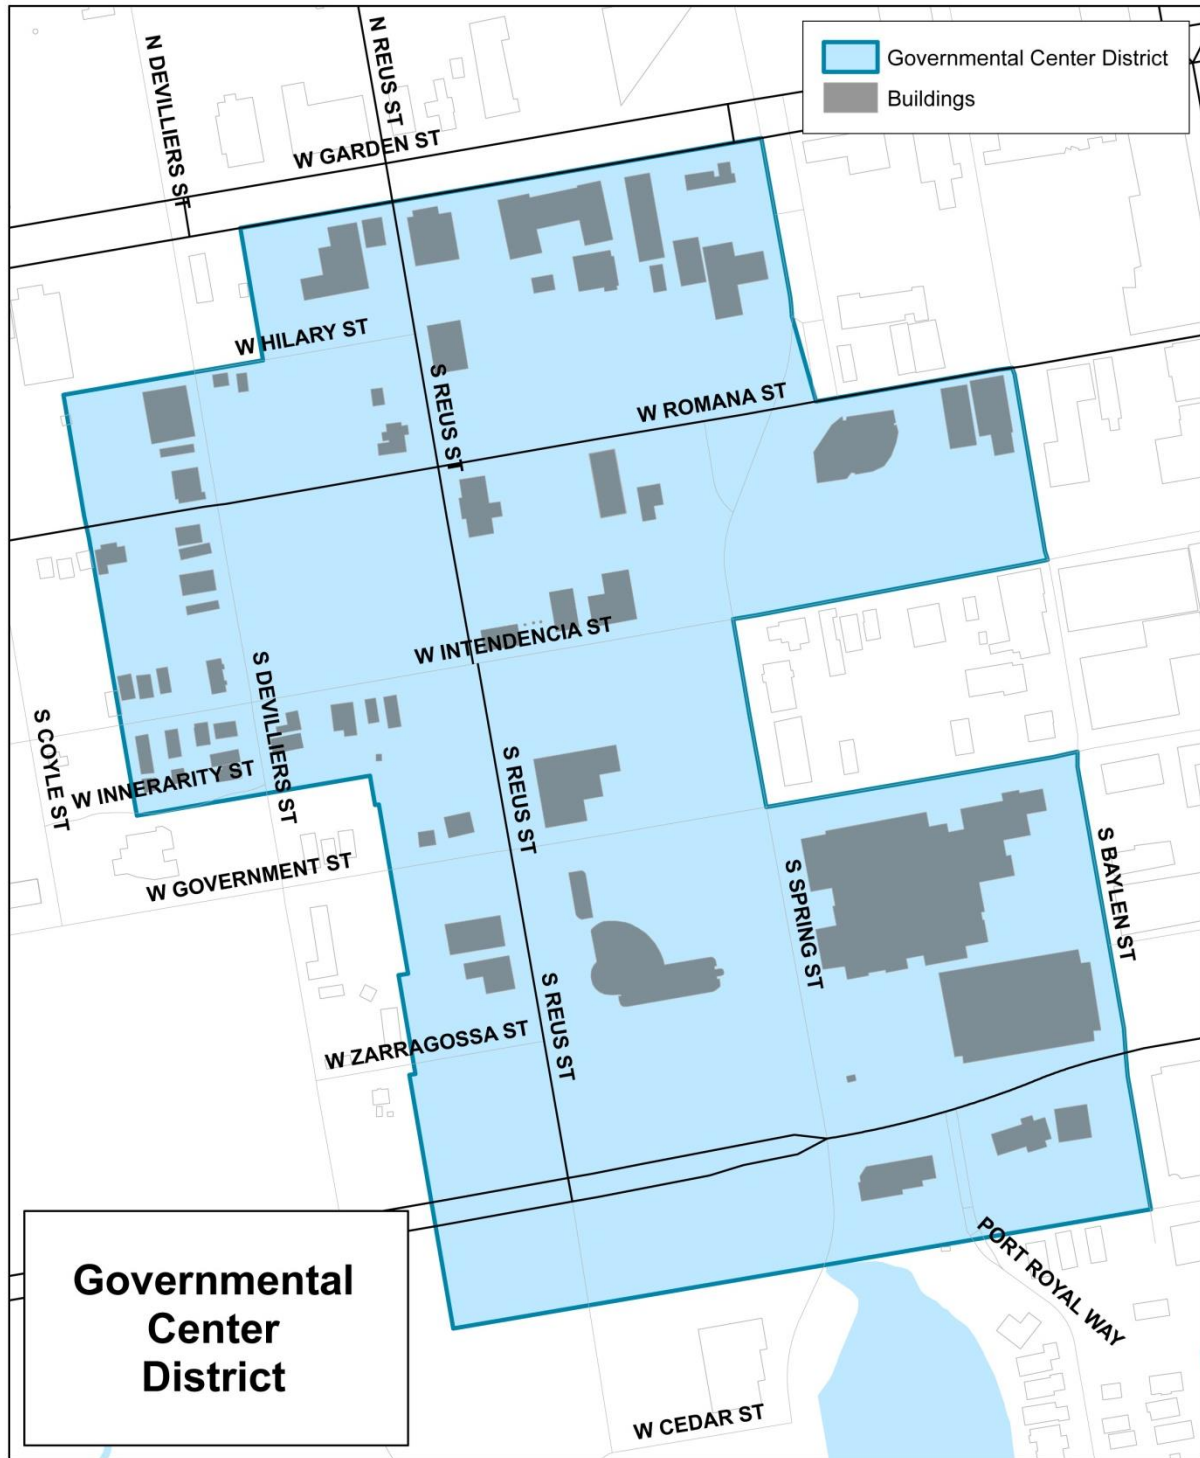 Governmental Center District
Buildings
N DEVILLIERS ST
N REUS ST
W GARDEN ST
W HILARY ST
S REUS ST
W ROMANA ST
W INTENDENCIA ST
S DEVILLIERS ST
S COYLE ST
W INNERARITY ST
S REUS ST
W GOVERNMENT ST
S SPRING ST
S BAYLEN ST
S REUS ST
W ZARRAGOSSA ST
PORT ROYAL WAY
W CEDAR ST
Governmental
Center
District